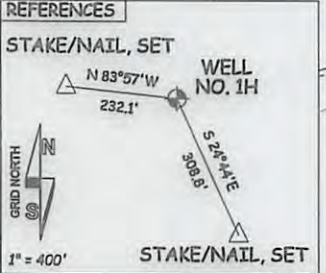 REFERENCES
STAKE/NAIL, SET
N 83°57'W
232.1'
WELL
NO. 1H
S 24°44'E
308.8'
GRID NORTH
N
S
1" = 400'
STAKE/NAIL, SET